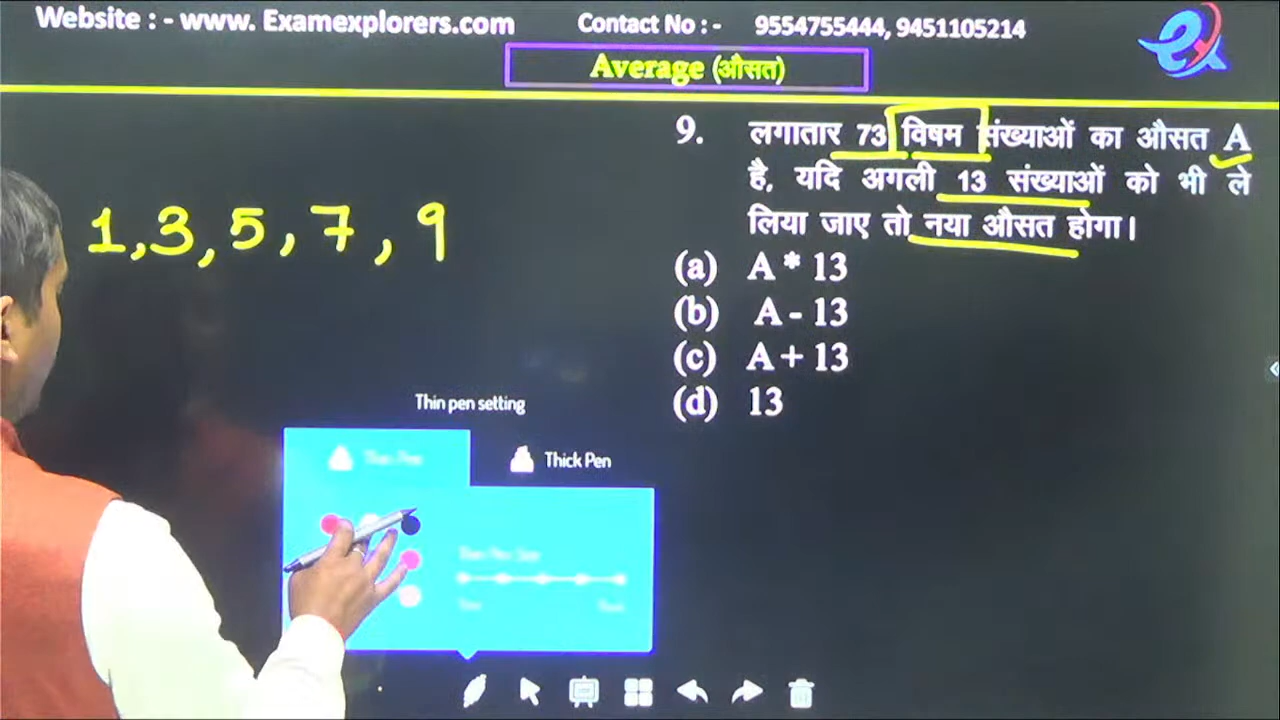 Website : - www. Examexplorers.com Contact No : - 9554755444, 9451105214
ex
Average (औसत)
9. लगातार 73 विषम संख्याओं का औसत A
है, यदि अगली 13 संख्याओं को भी ले
लिया जाए तो नया औसत होगा।
(a) A * 13
(b) A - 13
(c) A + 13
(d) 13
1, 3, 5, 7, 9
Thin pen setting
Thick Pen